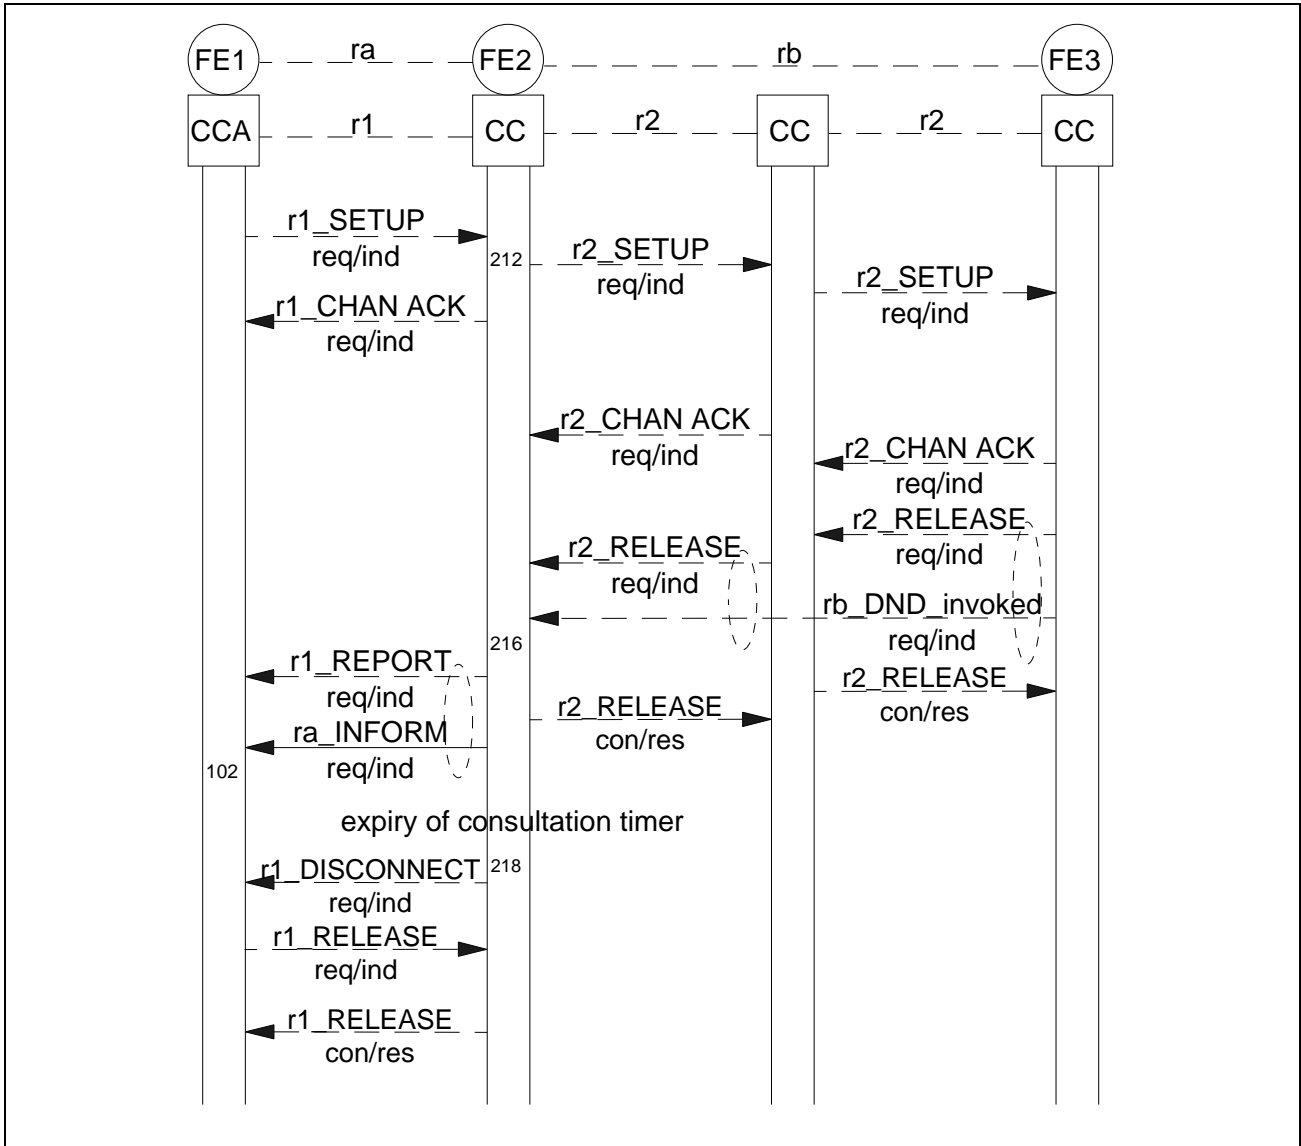 FE1
ra
FE2
rb
FE3
CCA
r1
CC
r2
CC
r2
CC
r1_SETUP
req/ind
212
r2_SETUP
req/ind
r2_SETUP
req/ind
r1_CHAN ACK
req/ind
r2_CHAN ACK
req/ind
r2_CHAN ACK
req/ind
r2_RELEASE
req/ind
r2_RELEASE
req/ind
rb_DND_invoked
req/ind
216
r1_REPORT
req/ind
r2_RELEASE
con/res
r2_RELEASE
con/res
ra_INFORM
req/ind
102
expiry of consultation timer
r1_DISCONNECT
req/ind
218
r1_RELEASE
req/ind
r1_RELEASE
con/res